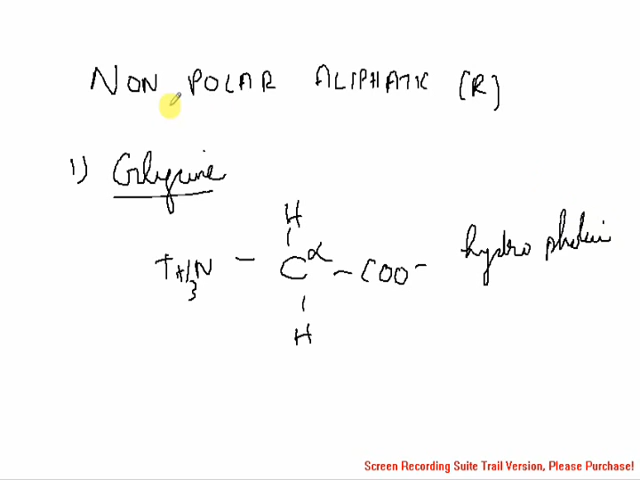 NON POLAR ALIPHATIC (R)
1) Glycine
H
+H3N - Cα - COO- hydrophobic
H
Screen Recording Suite Trail Version, Please Purchase!